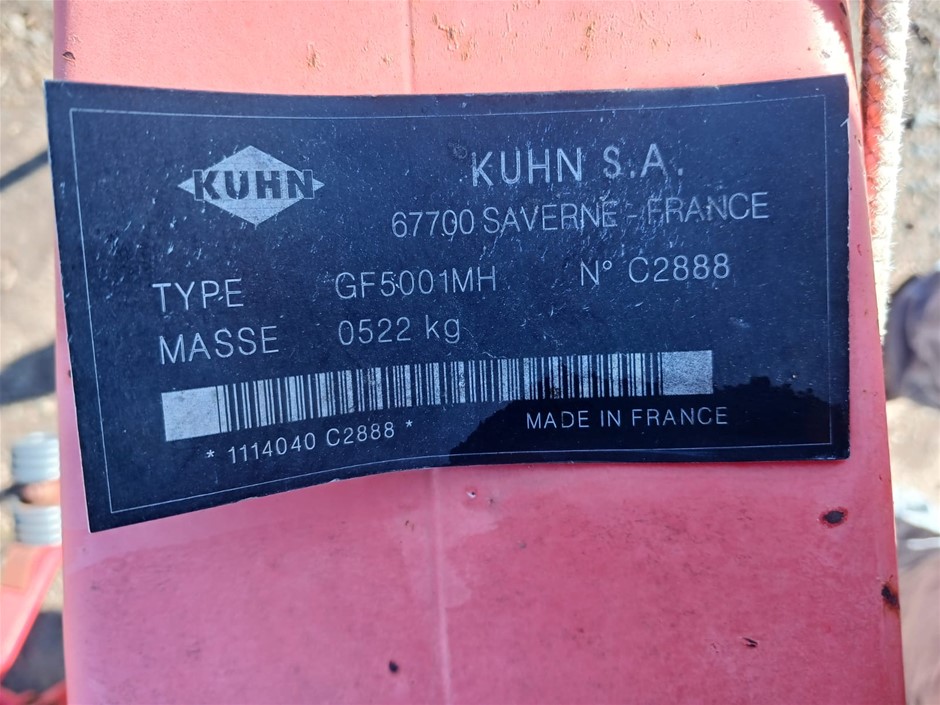 KUHN
KUHN S.A.
67700 SAVERNE - FRANCE
TYPE GF5001MH N° C2888
MASSE 0522 kg
* 1114040 C2888 *
MADE IN FRANCE